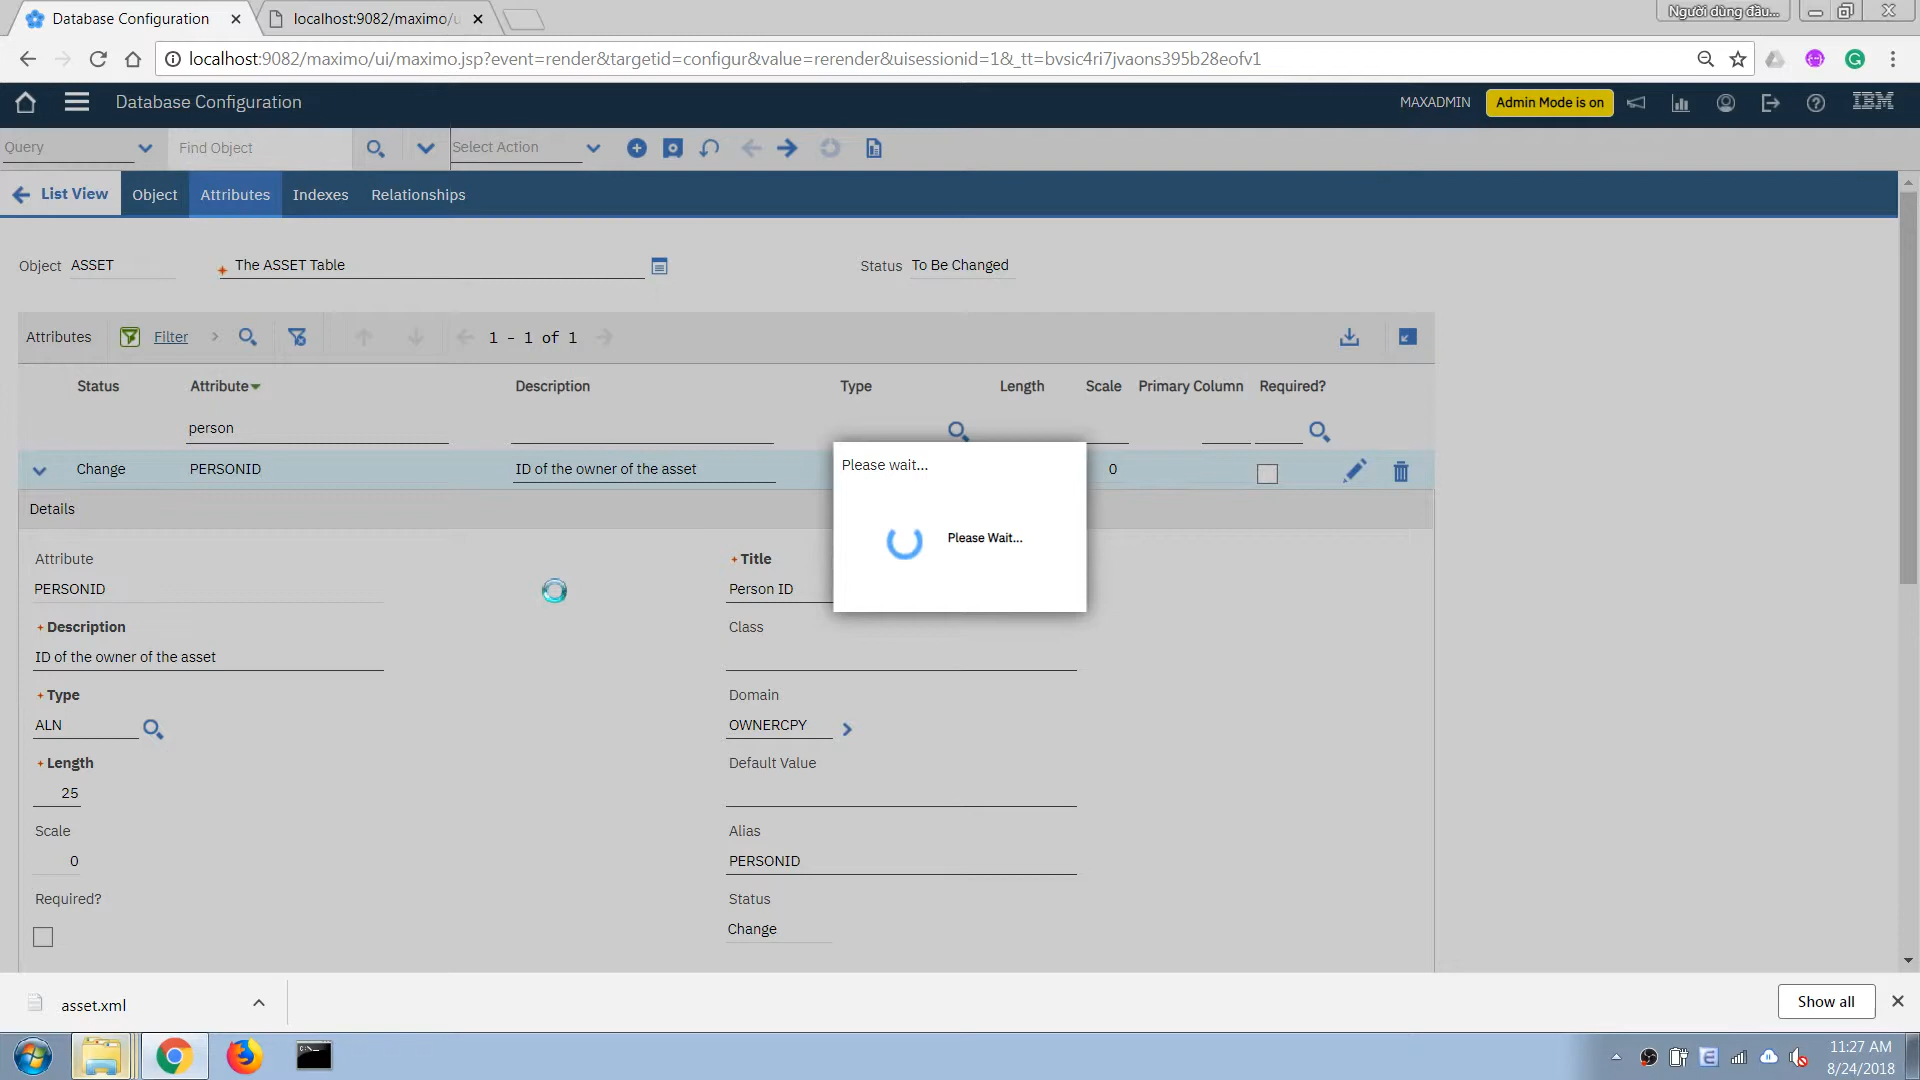 Database Configuration
localhost:9082/maximo/u
Người dùng đầu...
localhost:9082/maximo/ui/maximo.jsp?event=render&targetid=configur&value=rerender&uisessionid=1&_tt=bvsic4ri7jvaons395b28eofv1
Database Configuration
MAXADMIN
Admin Mode is on
IBM
Query
Find Object
Select Action
List View
Object
Attributes
Indexes
Relationships
Object ASSET
The ASSET Table
Status To Be Changed
Attributes
Filter
1 - 1 of 1
Status Attribute Description Type Length Scale Primary Column Required?
person
Change PERSONID ID of the owner of the asset 0
Please wait...
Please Wait...
Details
Attribute
PERSONID
Description
ID of the owner of the asset
Type
ALN
Length
25
Scale
0
Required?
Title
Person ID
Class
Domain
OWNERCPY
Default Value
Alias
PERSONID
Status
Change
asset.xml
Show all
11:27 AM
8/24/2018